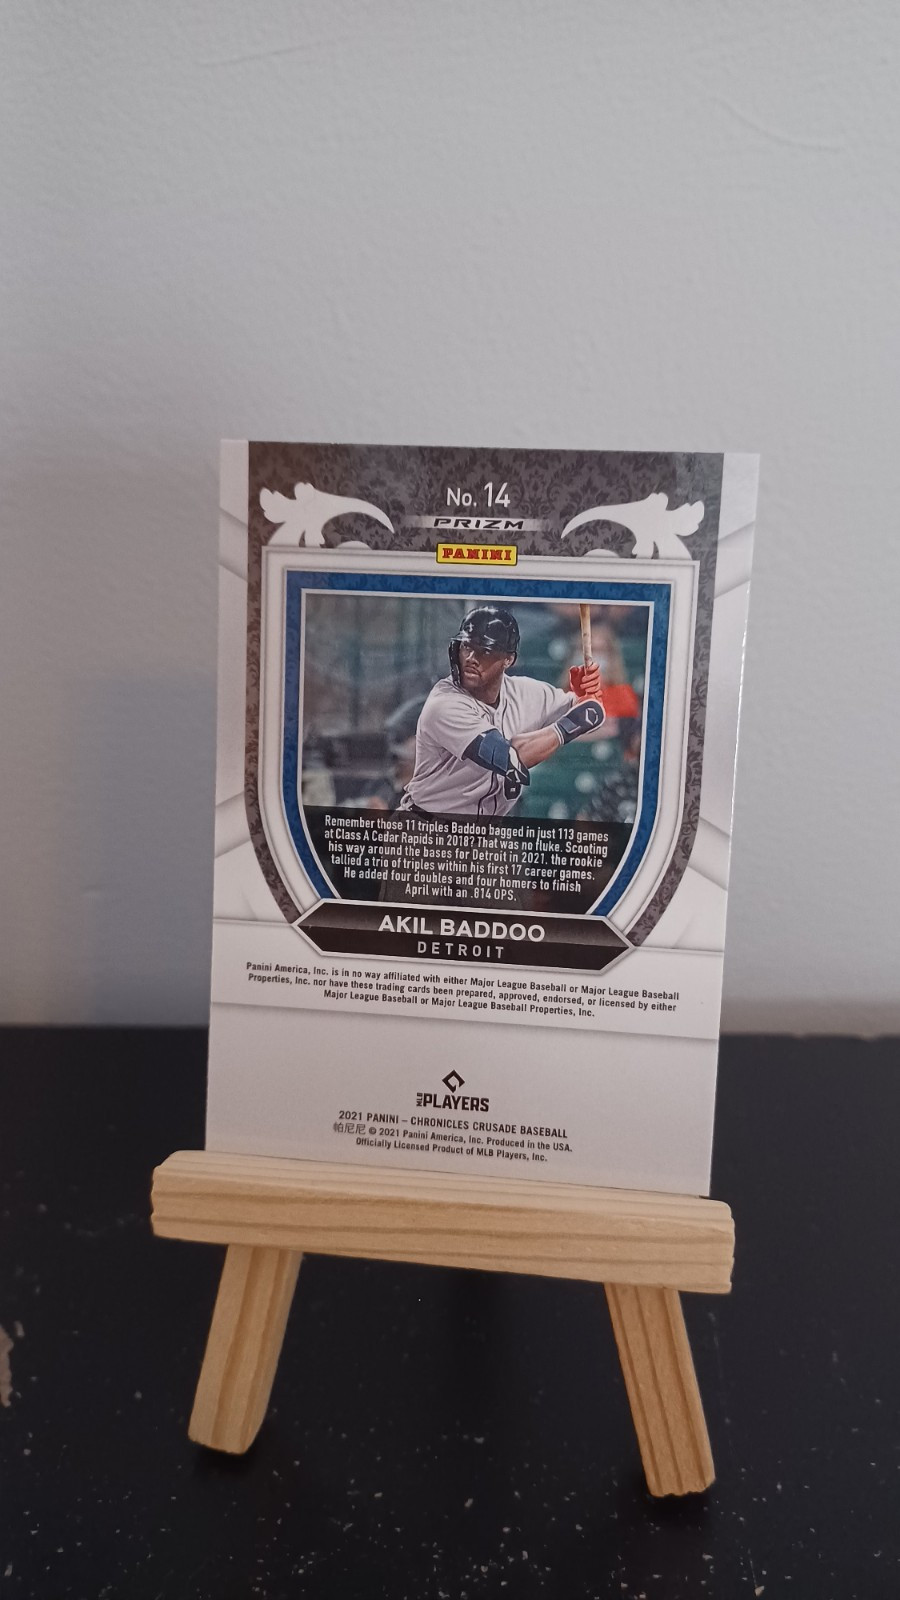 No. 14
PRIZM
PANINI
Remember those 11 triples Baddoo bagged in just 113 games
at Class A Cedar Rapids in 2018? That was no fluke. Scooting
his way around the bases for Detroit in 2021. the rookie
tallied a trio of triples within his first 17 career games.
He added four doubles and four homers to finish
April with an .814 OPS.
AKIL BADDOO
DETROIT
Panini America, Inc. is in no way affiliated with either Major League Baseball or Major League Baseball
Properties, Inc. nor have these trading cards been prepared, approved, endorsed, or licensed by either
Major League Baseball or Major League Baseball Properties, Inc.
MLB PLAYERS
2021 PANINI – CHRONICLES CRUSADE BASEBALL
帕尼尼 © 2021 Panini America, Inc. Produced in the USA.
Officially Licensed Product of MLB Players, Inc.